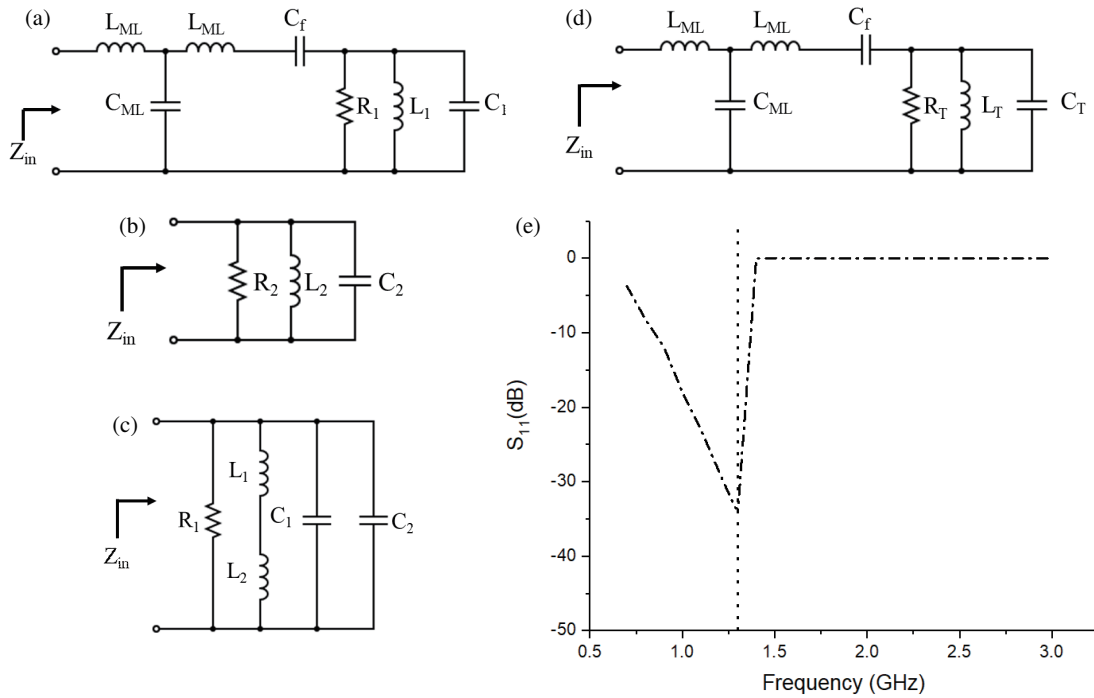 (a)
L_ML L_ML C_f
C_ML R_1 L_1 C_1
Z_in
(b)
R_2 L_2 C_2
Z_in
(c)
L_1
R_1 C_1 C_2
L_2
Z_in
(d)
L_ML L_ML C_f
C_ML R_T L_T C_T
Z_in
(e)
0
-10
-20
-30
-40
-50
S_11(dB)
0.5 1.0 1.5 2.0 2.5 3.0
Frequency (GHz)